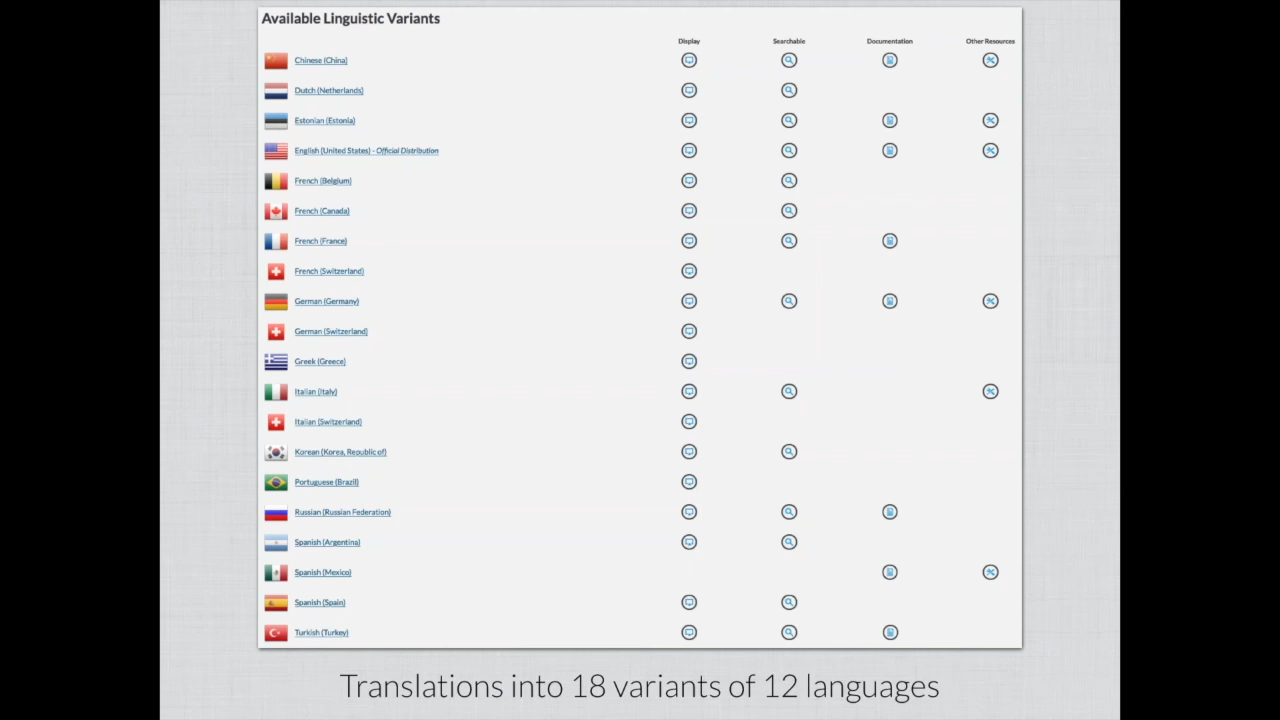 Available Linguistic Variants
Display Searchable Documentation Other Resources
Chinese (China)
Dutch (Netherlands)
Estonian (Estonia)
English (United States) - Official Distribution
French (Belgium)
French (Canada)
French (France)
French (Switzerland)
German (Germany)
German (Switzerland)
Greek (Greece)
Italian (Italy)
Italian (Switzerland)
Korean (Korea, Republic of)
Portuguese (Brazil)
Russian (Russian Federation)
Spanish (Argentina)
Spanish (Mexico)
Spanish (Spain)
Turkish (Turkey)
Translations into 18 variants of 12 languages